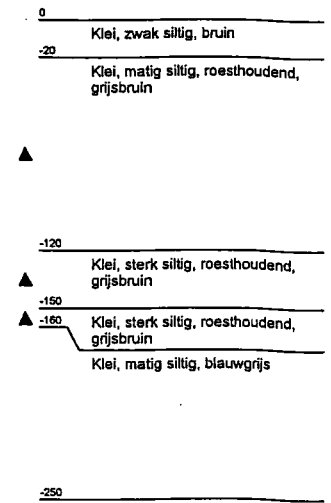 0
Klei, zwak siltig, bruin
-20
Klei, matig siltig, roesthoudend,
grijsbruin
-120
Klei, sterk siltig, roesthoudend,
grijsbruin
-150
-160
Klei, sterk siltig, roesthoudend,
grijsbruin
Klei, matig siltig, blauwgrijs
-250